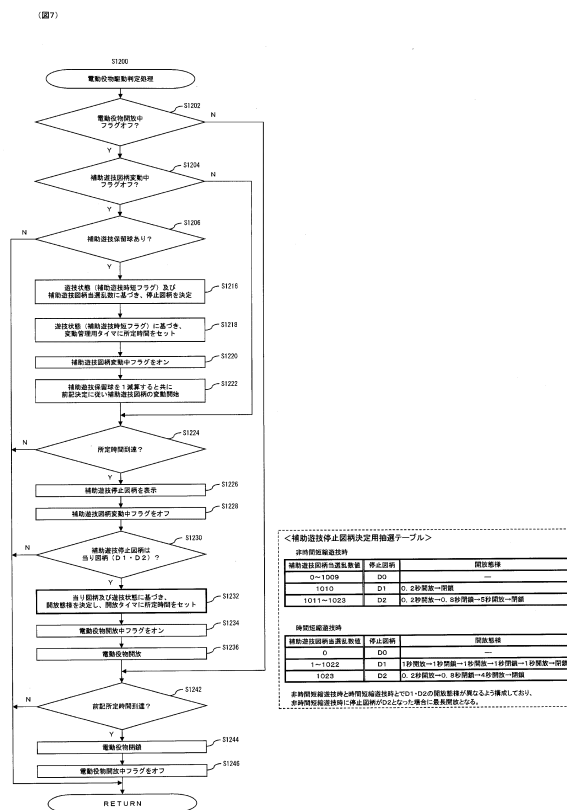 (図7)
S1200
電動役物駆動判定処理
S1202
電動役物開放中
フラグオフ?
N
Y
S1204
補助遊技図柄変動中
フラグオフ?
N
Y
S1206
補助遊技保留球あり?
N
Y
S1216
遊技状態(補助遊技時短フラグ)及び
補助遊技図柄当選乱数に基づき、停止図柄を決定
S1218
遊技状態(補助遊技時短フラグ)に基づき、
変動管理用タイマに所定時間をセット
S1220
補助遊技図柄変動中フラグをオン
S1222
補助遊技保留球を1減算すると共に
前記決定に従い補助遊技図柄の変動開始
S1224
所定時間到達?
N
Y
S1226
補助遊技停止図柄を表示
S1228
補助遊技図柄変動中フラグをオフ
S1230
補助遊技停止図柄は
当り図柄(D1・D2)?
N
Y
S1232
当り図柄及び遊技状態に基づき、
開放態様を決定し、開放タイマに所定時間をセット
S1234
電動役物開放中フラグをオン
S1236
電動役物開放
S1242
前記所定時間到達?
N
Y
S1244
電動役物閉鎖
S1246
電動役物開放中フラグをオフ
RETURN
<補助遊技停止図柄決定用抽選テーブル>
非時間短縮遊技時
補助遊技図柄当選乱数値 停止図柄 開放態様
0~1009 D0 ―
1010 D1 0.2秒開放→閉鎖
1011~1023 D2 0.2秒開放→0.8秒閉鎖→5秒開放→閉鎖
時間短縮遊技時
補助遊技図柄当選乱数値 停止図柄 開放態様
0 D0 ―
1~1022 D1 1秒開放→1秒閉鎖→1秒開放→1秒閉鎖→1秒開放→閉鎖
1023 D2 0.2秒開放→0.8秒閉鎖→4秒開放→閉鎖
非時間短縮遊技時と時間短縮遊技時とでD1・D2の開放態様が異なるよう構成しており、
非時間短縮遊技時に停止図柄がD2となった場合に最長開放となる。